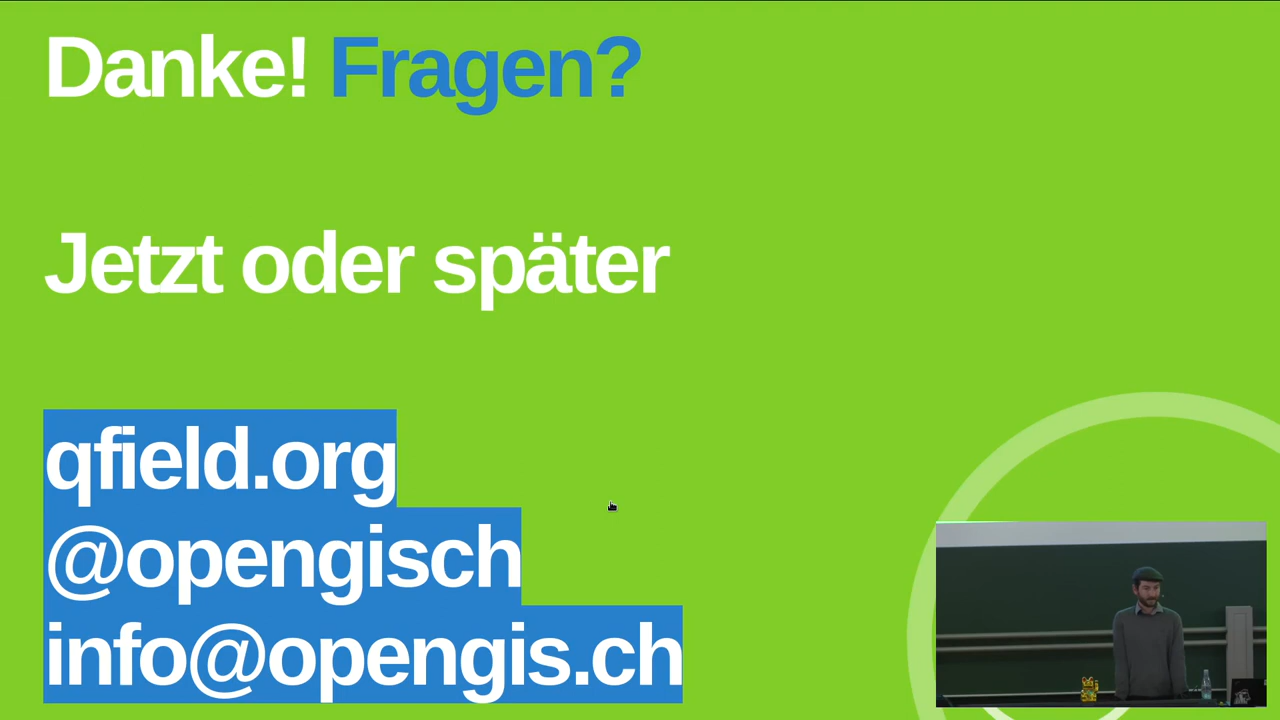 Danke! Fragen?
Jetzt oder später
qfield.org
@opengisch
info@opengis.ch